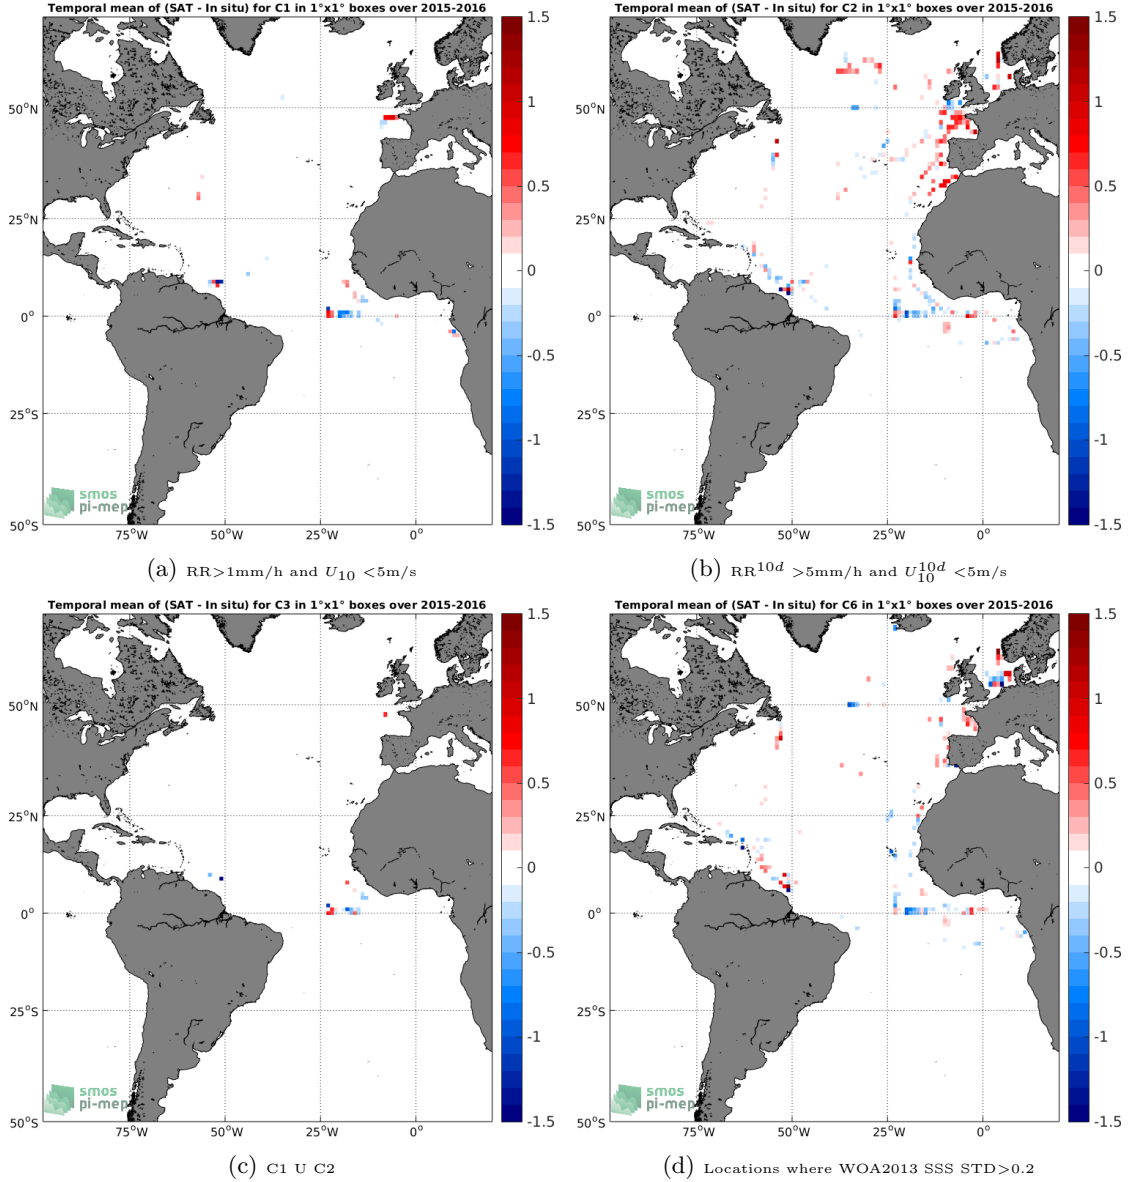 Temporal mean of (SAT - In situ) for C1 in 1°x1° boxes over 2015-2016
50°N
25°N
0°
25°S
50°S
75°W
50°W
25°W
0°
1.5
1
0.5
0
-0.5
-1
-1.5
smos
pi-mep
(a) RR>1mm/h and U10 <5m/s
Temporal mean of (SAT - In situ) for C2 in 1°x1° boxes over 2015-2016
50°N
25°N
0°
25°S
50°S
75°W
50°W
25°W
0°
1.5
1
0.5
0
-0.5
-1
-1.5
smos
pi-mep
(b) RR^10d >5mm/h and U10^10d <5m/s
Temporal mean of (SAT - In situ) for C3 in 1°x1° boxes over 2015-2016
50°N
25°N
0°
25°S
50°S
75°W
50°W
25°W
0°
1.5
1
0.5
0
-0.5
-1
-1.5
smos
pi-mep
(c) C1 U C2
Temporal mean of (SAT - In situ) for C6 in 1°x1° boxes over 2015-2016
50°N
25°N
0°
25°S
50°S
75°W
50°W
25°W
0°
1.5
1
0.5
0
-0.5
-1
-1.5
smos
pi-mep
(d) Locations where WOA2013 SSS STD>0.2